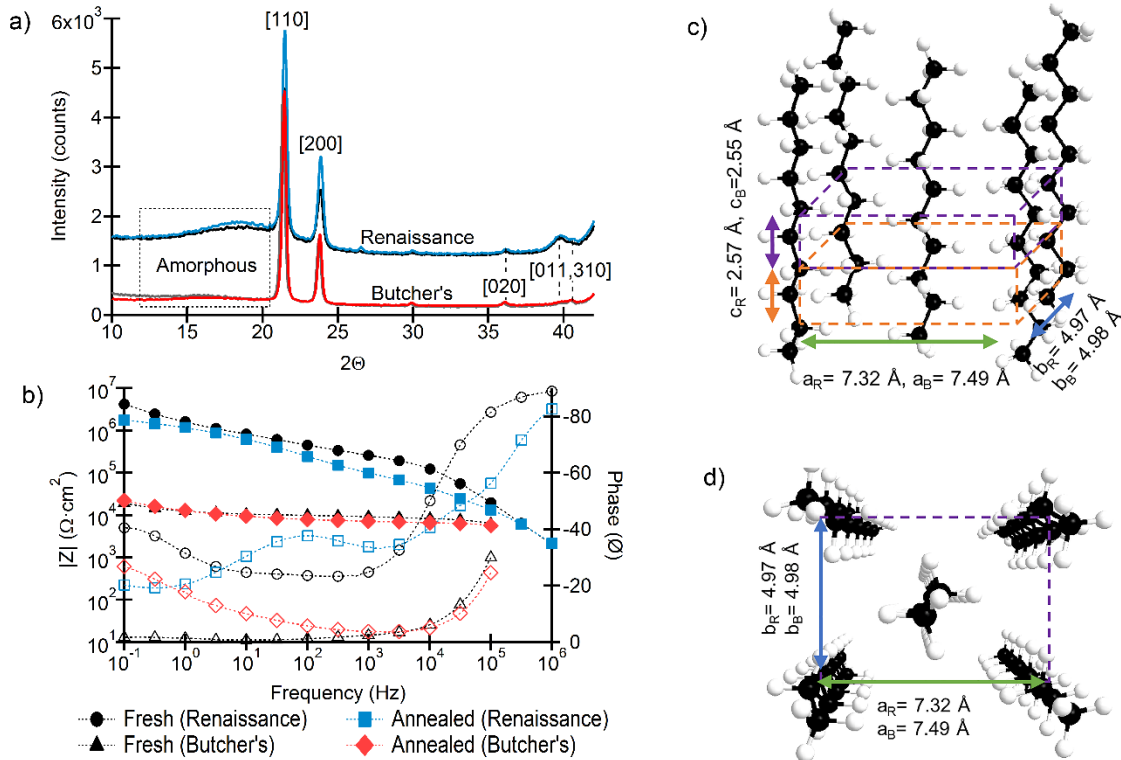 a)
6x10³
5
4
3
2
1
0
Intensity (counts)
[110]
[200]
Renaissance
Amorphous
Butcher's
[020]
[011,310]
10
15
20
25
30
35
40
2Θ
b)
10⁷
10⁶
10⁵
10⁴
10³
10²
10¹
|Z| (Ω·cm²)
-80
-60
-40
-20
0
Phase (Ø)
10⁻¹
10⁰
10¹
10²
10³
10⁴
10⁵
10⁶
Frequency (Hz)
Fresh (Renaissance)
Annealed (Renaissance)
Fresh (Butcher's)
Annealed (Butcher's)
c)
c_R = 2.57 Å, c_B=2.55 Å
b_R= 4.97 Å
b_B= 4.98 Å
a_R = 7.32 Å, a_B= 7.49 Å
d)
b_R= 4.97 Å
b_B= 4.98 Å
a_R = 7.32 Å
a_B= 7.49 Å